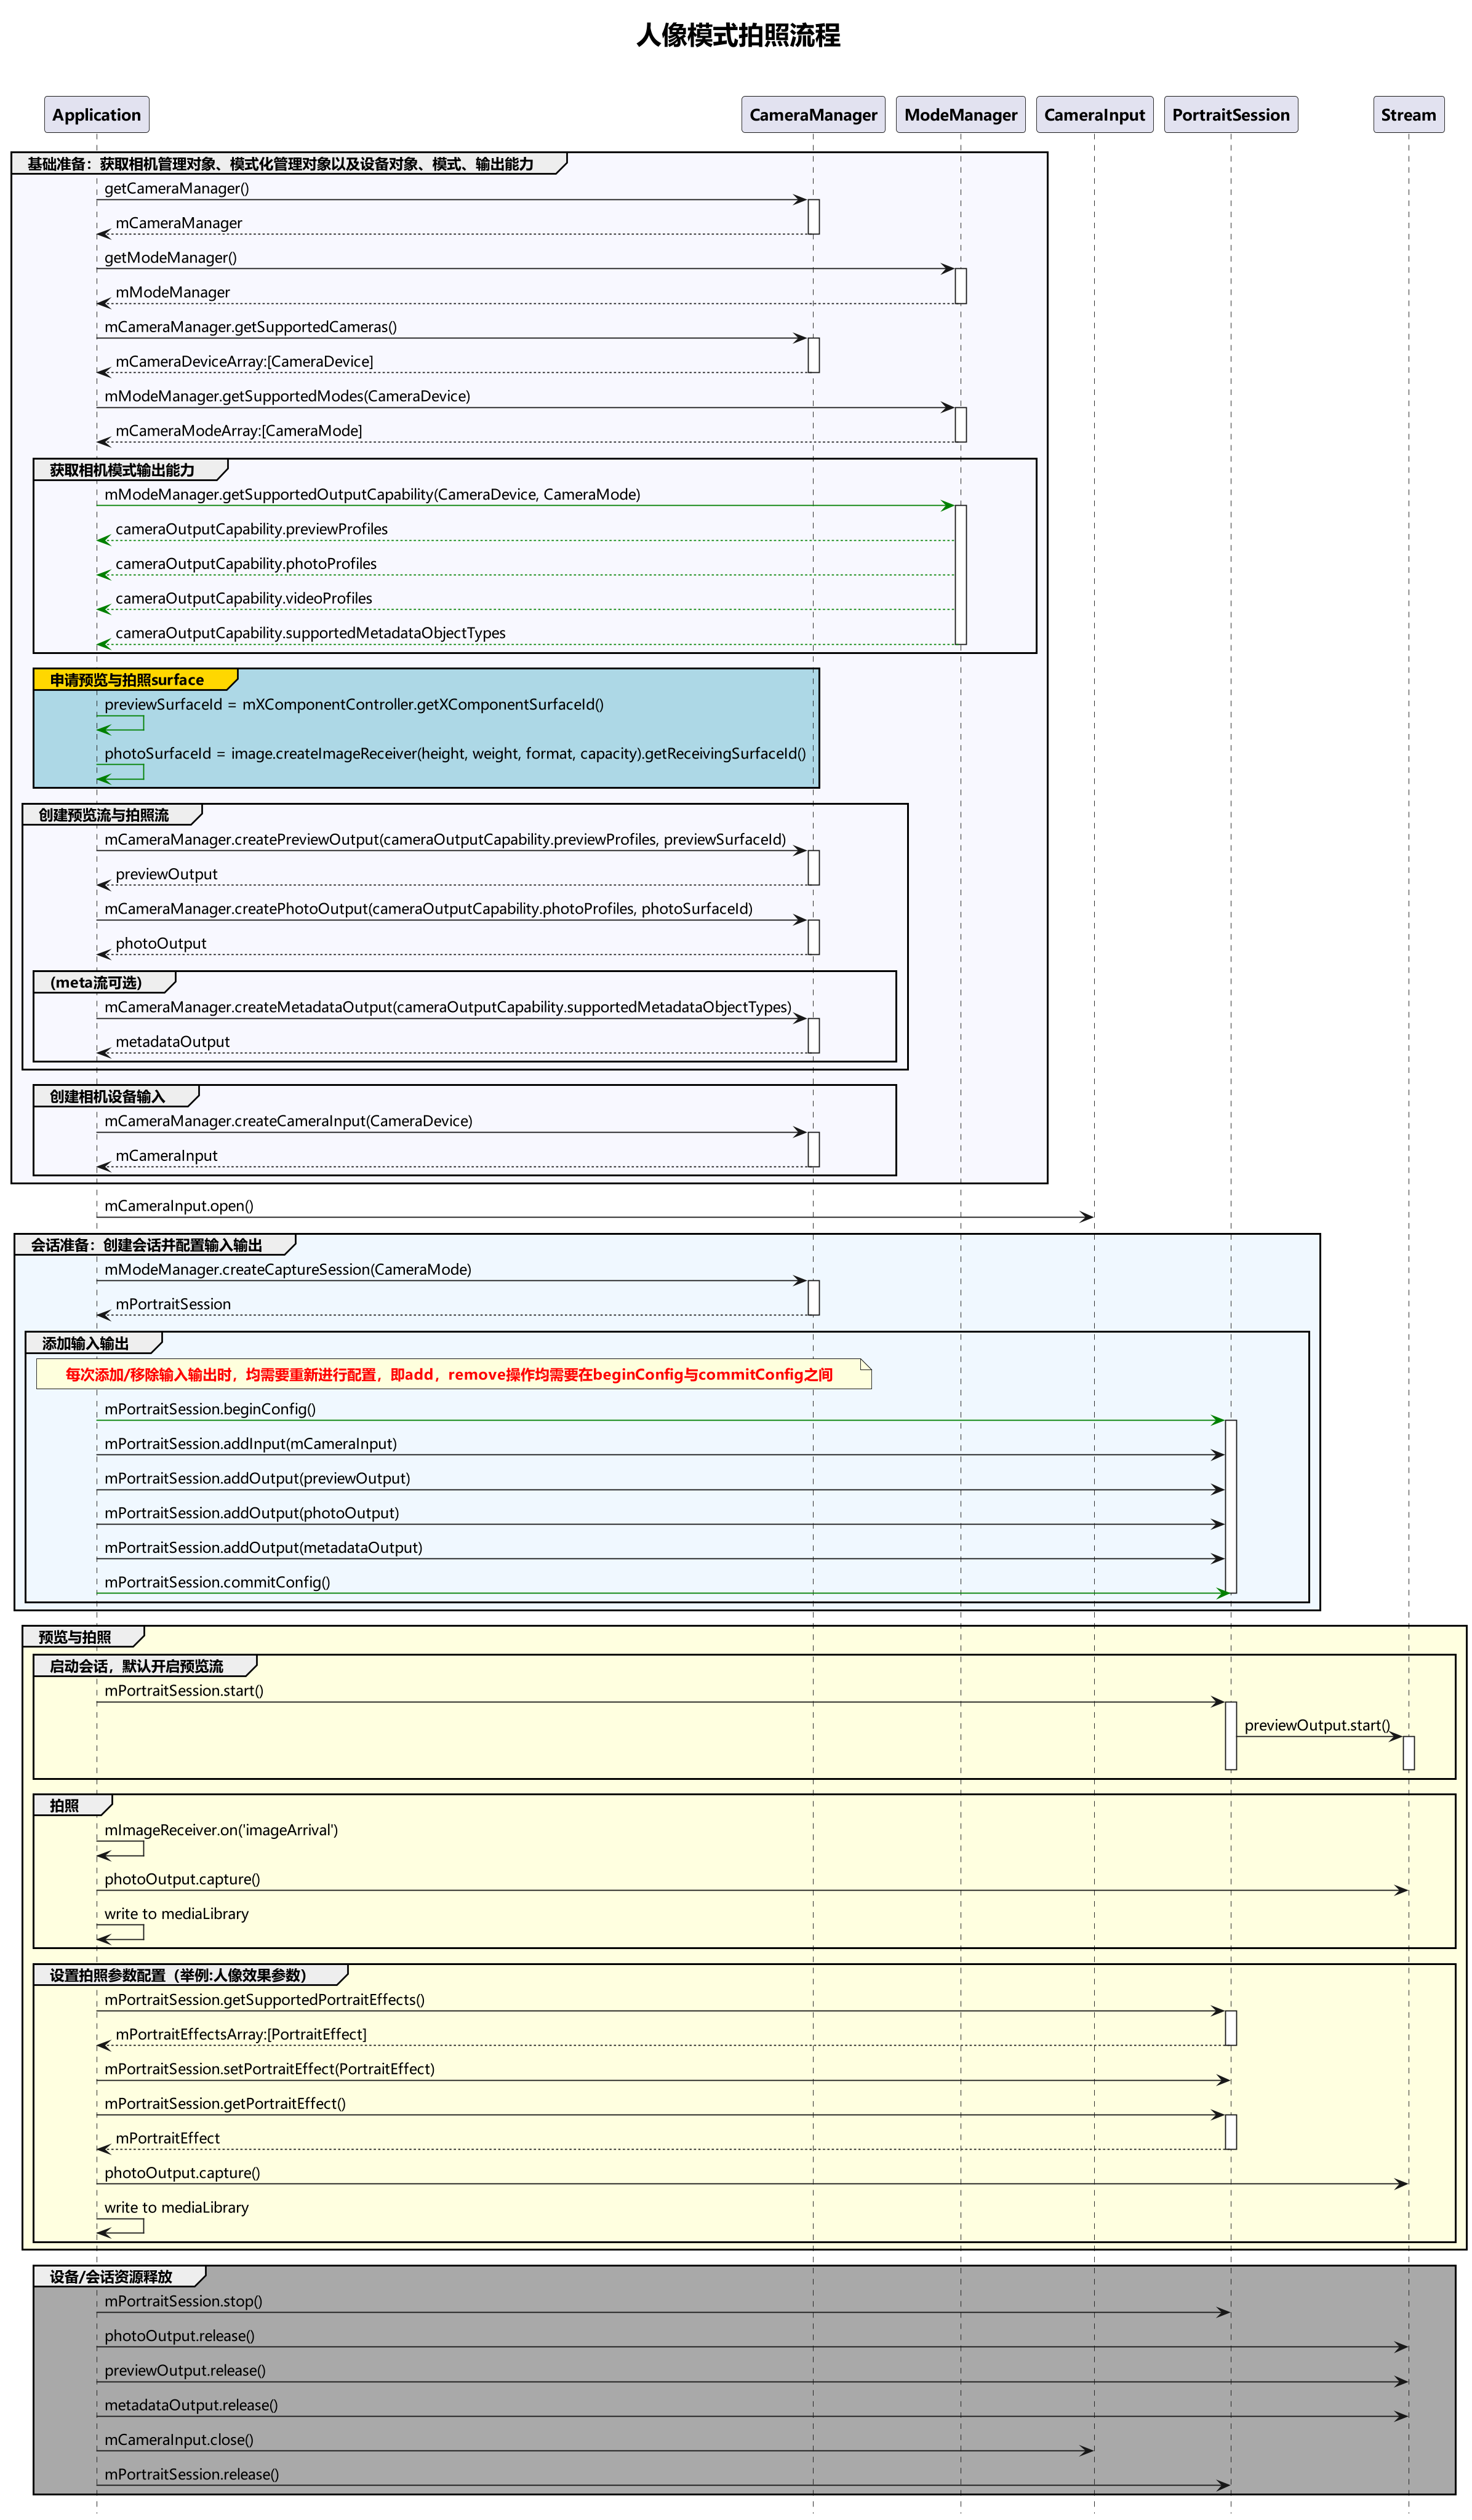 人像模式拍照流程
Application
CameraManager
ModeManager
CameraInput
PortraitSession
Stream
基础准备：获取相机管理对象、模式化管理对象以及设备对象、模式、输出能力
getCameraManager()
mCameraManager
getModeManager()
mModeManager
mCameraManager.getSupportedCameras()
mCameraDeviceArray:[CameraDevice]
mModeManager.getSupportedModes(CameraDevice)
mCameraModeArray:[CameraMode]
获取相机模式输出能力
mModeManager.getSupportedOutputCapability(CameraDevice, CameraMode)
cameraOutputCapability.previewProfiles
cameraOutputCapability.photoProfiles
cameraOutputCapability.videoProfiles
cameraOutputCapability.supportedMetadataObjectTypes
申请预览与拍照surface
previewSurfaceId = mXComponentController.getXComponentSurfaceId()
photoSurfaceId = image.createImageReceiver(height, weight, format, capacity).getReceivingSurfaceId()
创建预览流与拍照流
mCameraManager.createPreviewOutput(cameraOutputCapability.previewProfiles, previewSurfaceId)
previewOutput
mCameraManager.createPhotoOutput(cameraOutputCapability.photoProfiles, photoSurfaceId)
photoOutput
(meta流可选)
mCameraManager.createMetadataOutput(cameraOutputCapability.supportedMetadataObjectTypes)
metadataOutput
创建相机设备输入
mCameraManager.createCameraInput(CameraDevice)
mCameraInput
mCameraInput.open()
会话准备：创建会话并配置输入输出
mModeManager.createCaptureSession(CameraMode)
mPortraitSession
添加输入输出
每次添加/移除输入输出时，均需要重新进行配置，即add，remove操作均需要在beginConfig与commitConfig之间
mPortraitSession.beginConfig()
mPortraitSession.addInput(mCameraInput)
mPortraitSession.addOutput(previewOutput)
mPortraitSession.addOutput(photoOutput)
mPortraitSession.addOutput(metadataOutput)
mPortraitSession.commitConfig()
预览与拍照
启动会话，默认开启预览流
mPortraitSession.start()
previewOutput.start()
拍照
mImageReceiver.on('imageArrival')
photoOutput.capture()
write to mediaLibrary
设置拍照参数配置（举例:人像效果参数）
mPortraitSession.getSupportedPortraitEffects()
mPortraitEffectsArray:[PortraitEffect]
mPortraitSession.setPortraitEffect(PortraitEffect)
mPortraitSession.getPortraitEffect()
mPortraitEffect
photoOutput.capture()
write to mediaLibrary
设备/会话资源释放
mPortraitSession.stop()
photoOutput.release()
previewOutput.release()
metadataOutput.release()
mCameraInput.close()
mPortraitSession.release()